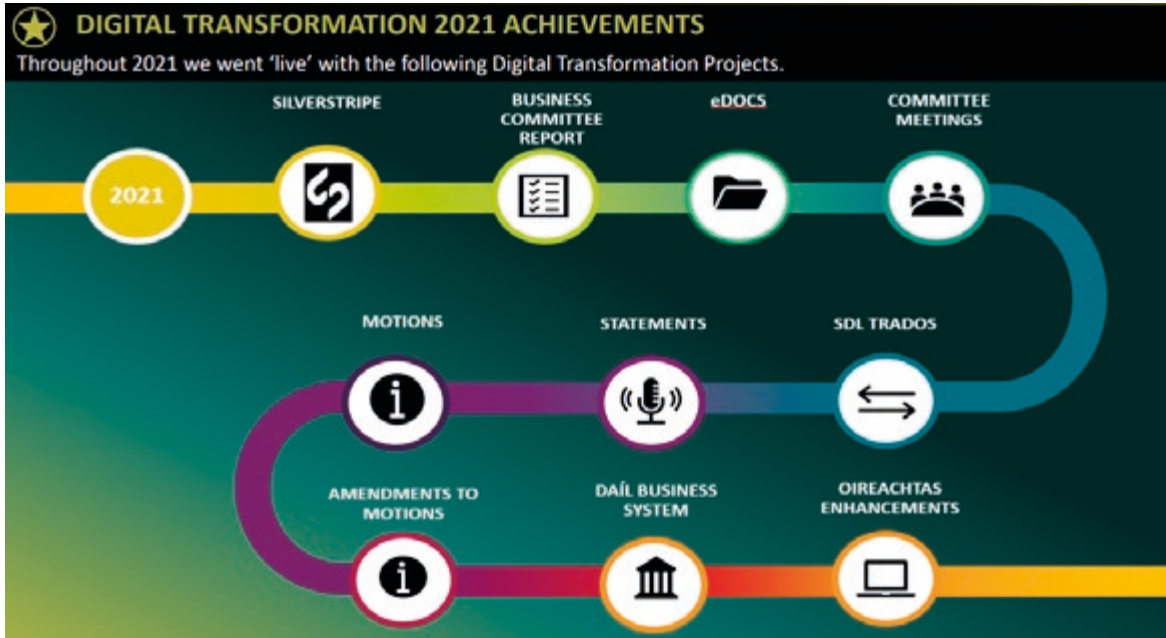 DIGITAL TRANSFORMATION 2021 ACHIEVEMENTS
Throughout 2021 we went ‘live’ with the following Digital Transformation Projects.
2021
SILVERSTRIPE
BUSINESS
COMMITTEE
REPORT
eDOCS
COMMITTEE
MEETINGS
SDL TRADOS
STATEMENTS
MOTIONS
AMENDMENTS TO
MOTIONS
DAÍL BUSINESS
SYSTEM
OIREACHTAS
ENHANCEMENTS